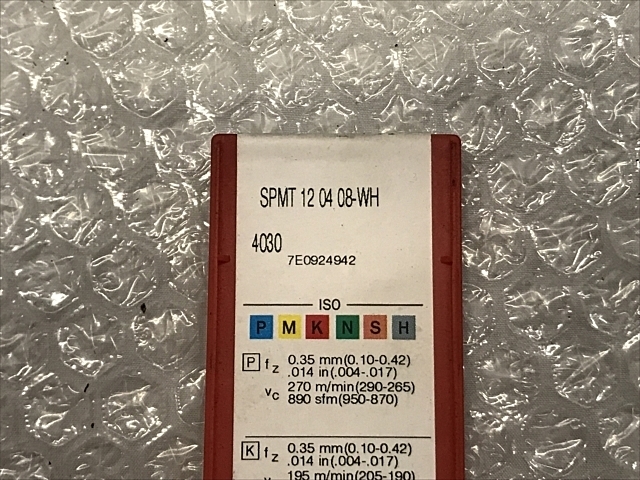 SPMT 12 04 08-WH
4030
7E0924942
ISO
P M K N S H
P fz 0.35 mm(0.10-0.42)
.014 in(.004-.017)
vc 270 m/min(290-265)
890 sfm(950-870)
K fz 0.35 mm(0.10-0.42)
.014 in(.004-.017)
195 m/min(205-190)